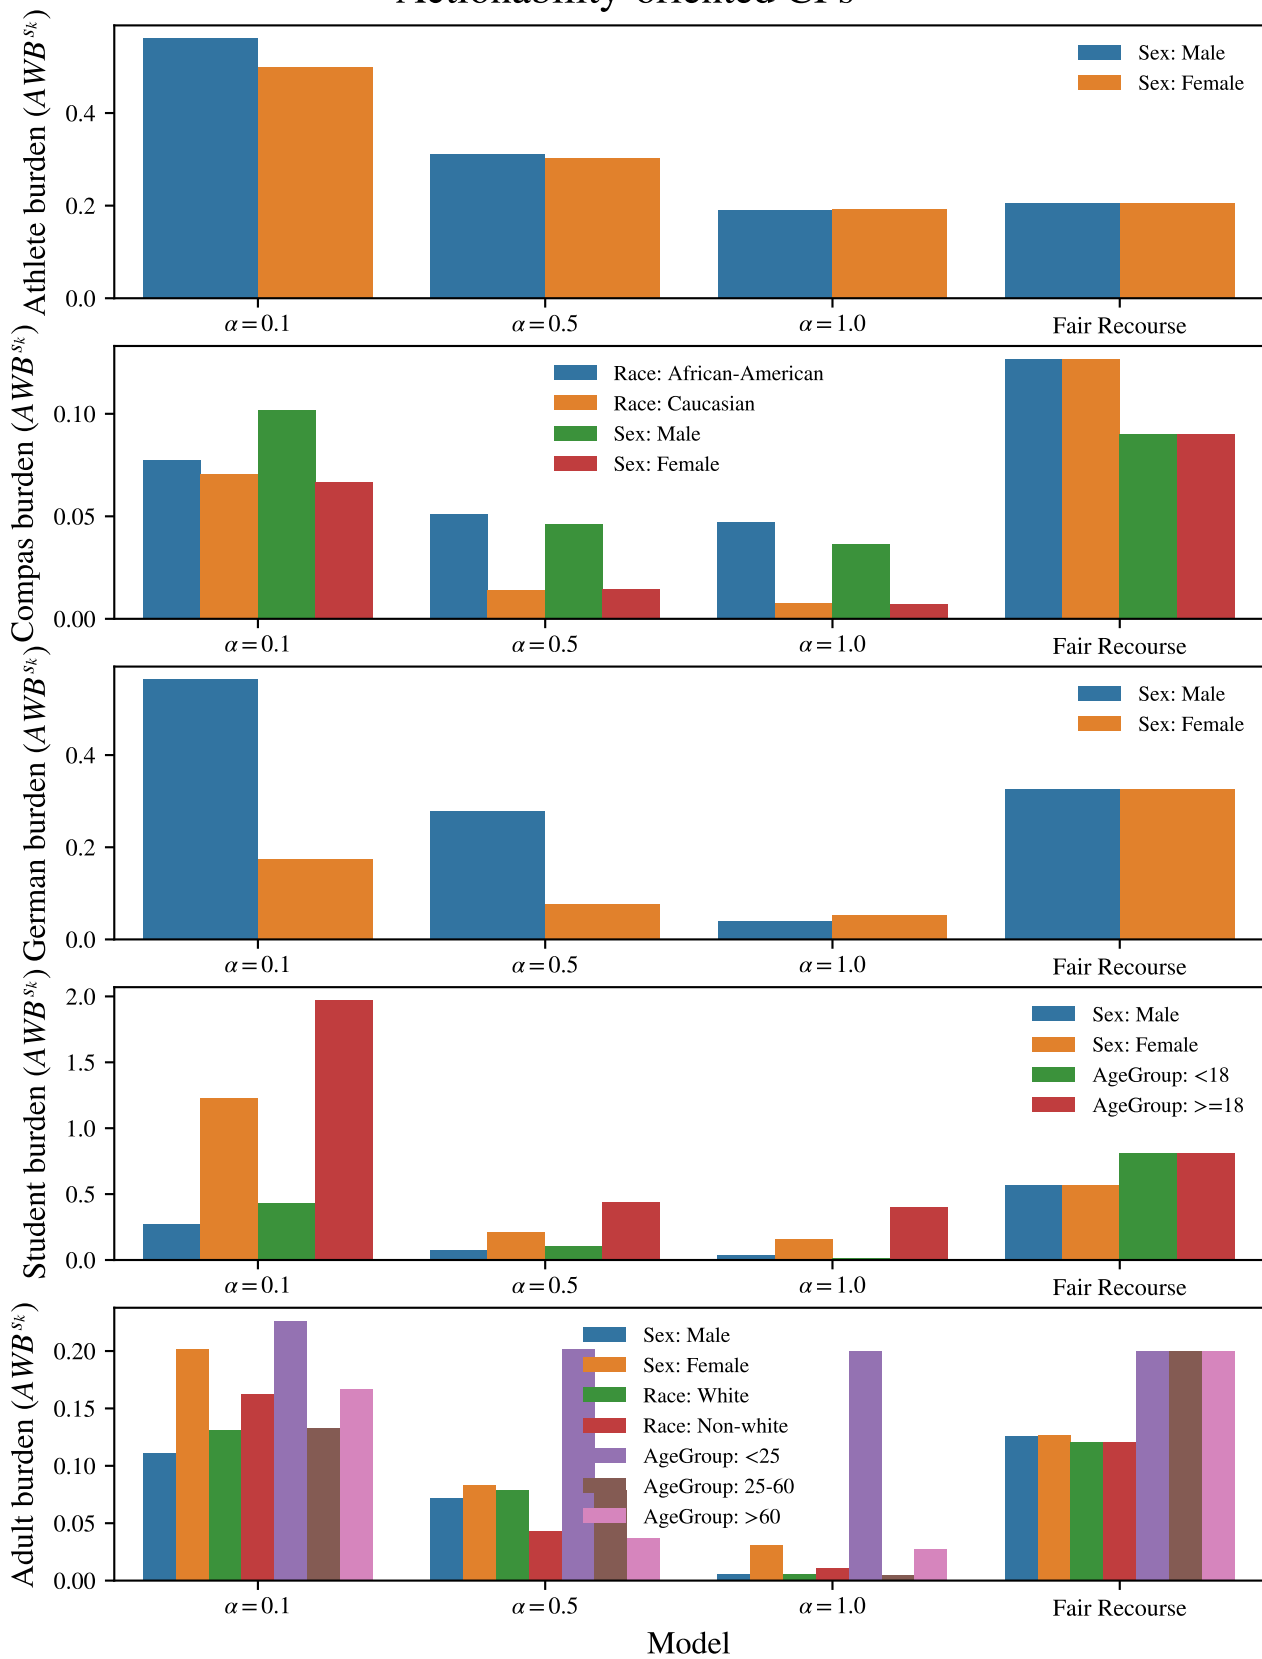 Actionability-oriented CFs
Athlete burden (AWB^{s_k})
0.4
0.2
0.0
Sex: Male
Sex: Female
α=0.1
α=0.5
α=1.0
Fair Recourse
Compas burden (AWB^{s_k})
0.10
0.05
0.00
Race: African-American
Race: Caucasian
Sex: Male
Sex: Female
α=0.1
α=0.5
α=1.0
Fair Recourse
German burden (AWB^{s_k})
0.4
0.2
0.0
Sex: Male
Sex: Female
α=0.1
α=0.5
α=1.0
Fair Recourse
Student burden (AWB^{s_k})
2.0
1.5
1.0
0.5
0.0
Sex: Male
Sex: Female
AgeGroup: <18
AgeGroup: >=18
α=0.1
α=0.5
α=1.0
Fair Recourse
Adult burden (AWB^{s_k})
0.20
0.15
0.10
0.05
0.00
Sex: Male
Sex: Female
Race: White
Race: Non-white
AgeGroup: <25
AgeGroup: 25-60
AgeGroup: >60
α=0.1
α=0.5
α=1.0
Fair Recourse
Model